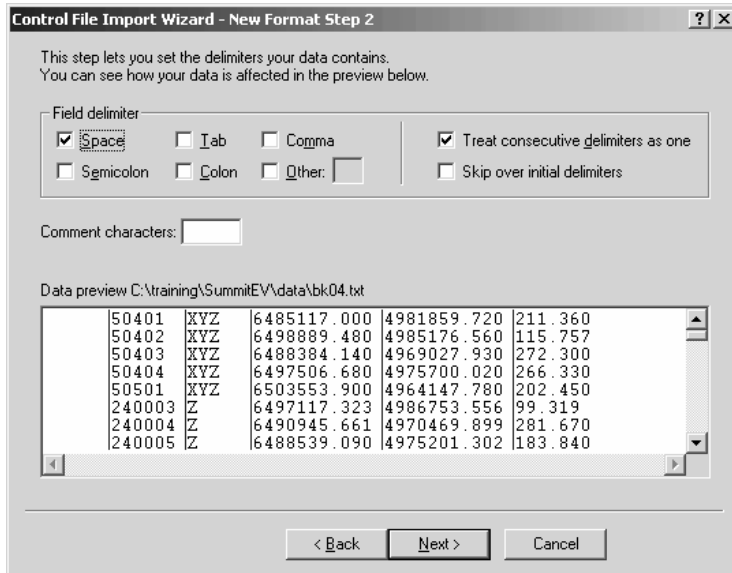 Control File Import Wizard - New Format Step 2
This step lets you set the delimiters your data contains.
You can see how your data is affected in the preview below.
Field delimiter
Space Tab Comma Treat consecutive delimiters as one
Semicolon Colon Other: Skip over initial delimiters
Comment characters:
Data preview C:\training\SummitEV\data\bk04.txt
50401 XYZ 6485117.000 4981859.720 211.360
50402 XYZ 6498889.480 4985176.560 115.757
50403 XYZ 6488384.140 4969027.930 272.300
50404 XYZ 6497506.680 4975700.020 266.330
50501 XYZ 6503553.900 4964147.780 202.450
240003 Z 6497117.323 4986753.556 99.319
240004 Z 6490945.661 4970469.899 281.670
240005 Z 6488539.090 4975201.302 183.840
< Back Next > Cancel